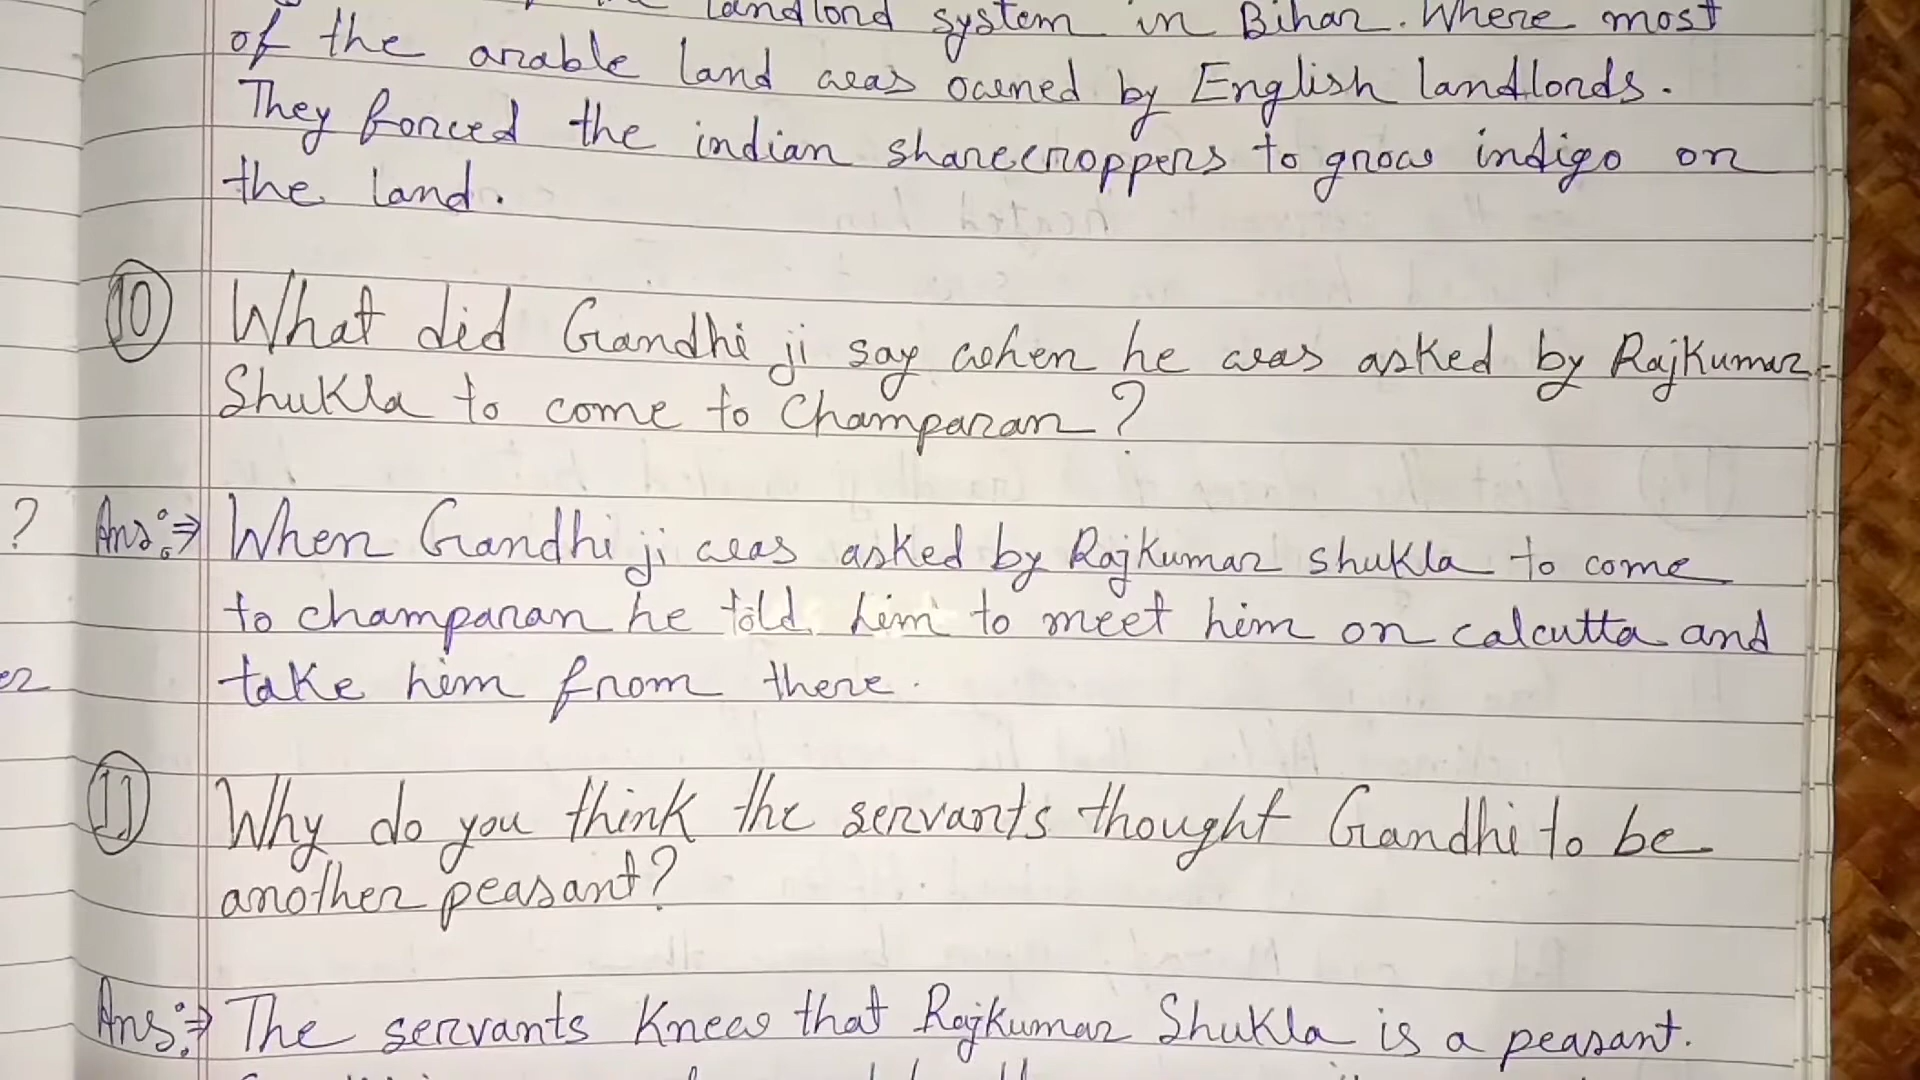 landlord system in Bihar. Where most
of the arable land was owned by English landlords.
They forced the indian sharecroppers to grow indigo on
the land.
10 What did Gandhi ji say when he was asked by Rajkumar
Shukla to come to Champaran?
? Ans:⇒ When Gandhi ji was asked by Rajkumar shukla to come
to champaran he told him to meet him on calcutta and
er take him from there.
11 Why do you think the servants thought Gandhi to be
another peasant?
Ans:⇒ The servants knew that Rajkumar Shukla is a peasant.